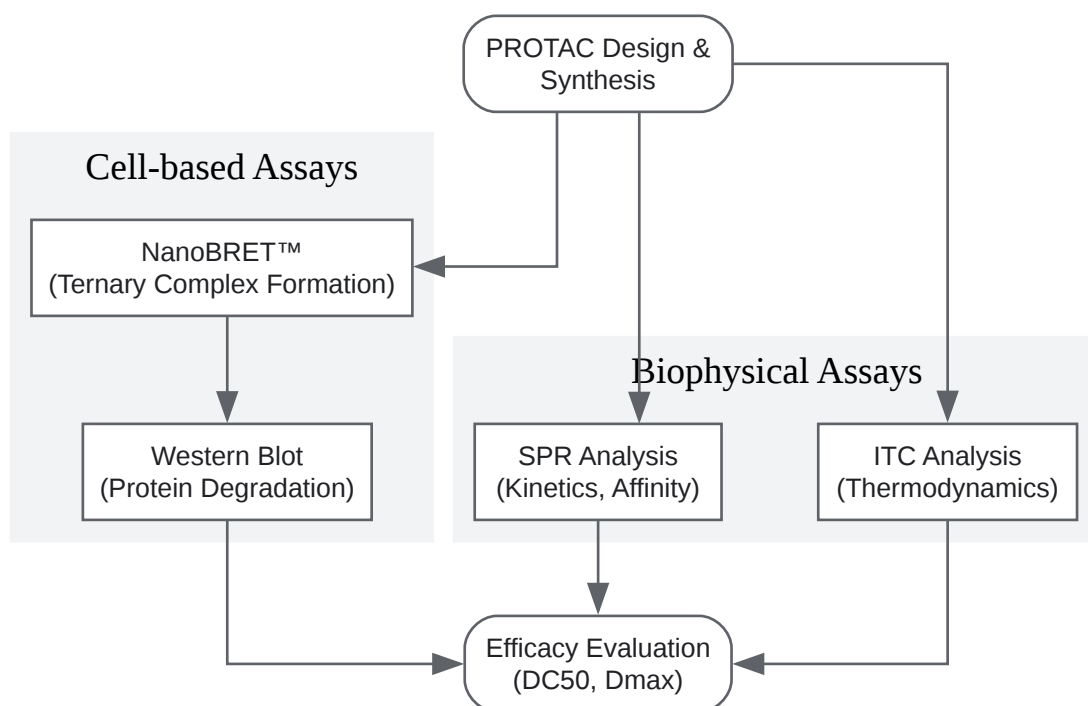 PROTAC Design &
Synthesis
Cell-based Assays
NanoBRET™
(Ternary Complex Formation)
Biophysical Assays
Western Blot
(Protein Degradation)
SPR Analysis
(Kinetics, Affinity)
ITC Analysis
(Thermodynamics)
Efficacy Evaluation
(DC50, Dmax)